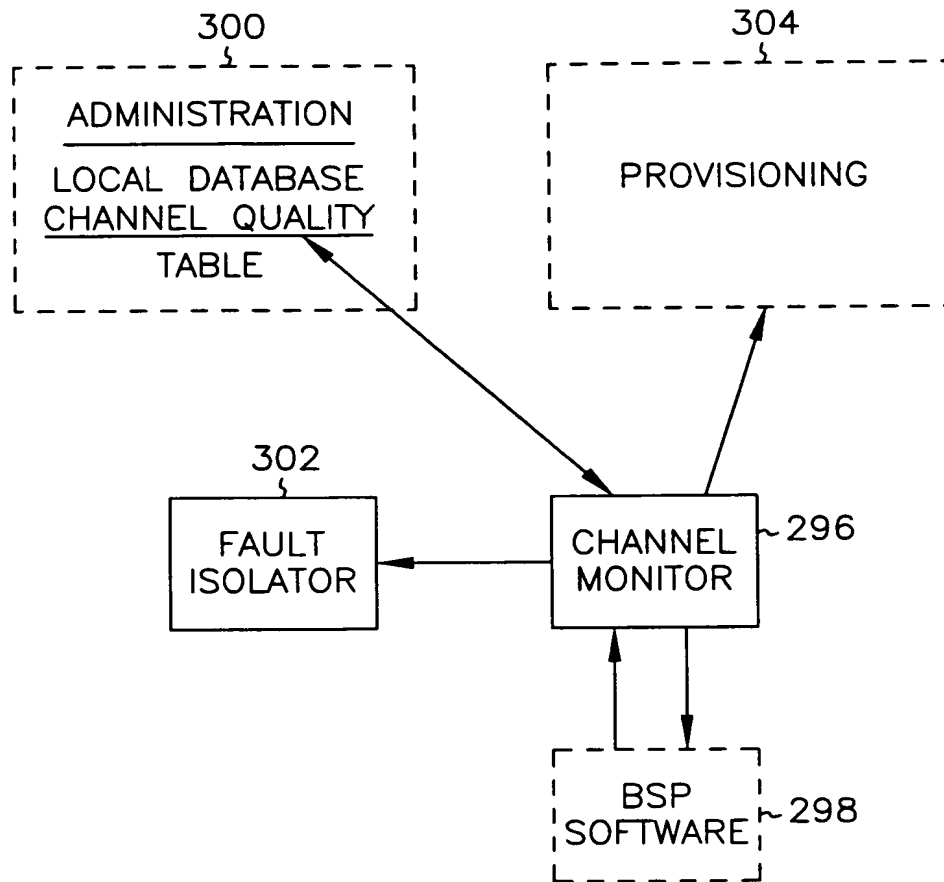 300
304
ADMINISTRATION
LOCAL DATABASE
CHANNEL QUALITY
TABLE
PROVISIONING
302
FAULT
ISOLATOR
CHANNEL
MONITOR
296
BSP
SOFTWARE
298